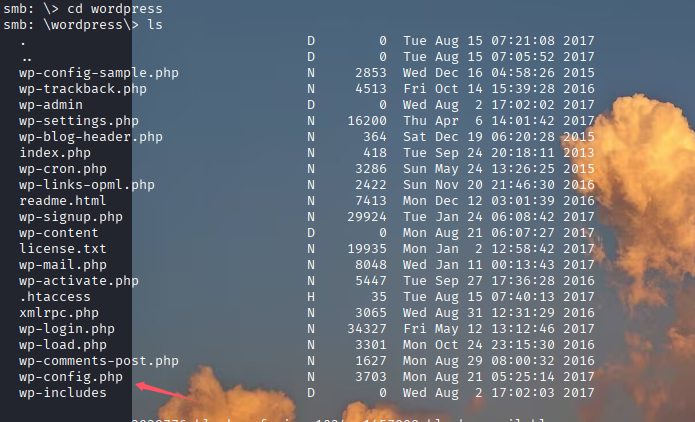 smb: \> cd wordpress
smb: \wordpress\> ls
. D 0 Tue Aug 15 07:21:08 2017
.. D 0 Tue Aug 15 07:05:52 2017
wp-config-sample.php N 2853 Wed Dec 16 04:58:26 2015
wp-trackback.php N 4513 Fri Oct 14 15:39:28 2016
wp-admin D 0 Wed Aug 2 17:02:02 2017
wp-settings.php N 16200 Thu Apr 6 14:01:42 2017
wp-blog-header.php N 364 Sat Dec 19 06:20:28 2015
index.php N 418 Tue Sep 24 20:18:11 2013
wp-cron.php N 3286 Sun May 24 13:26:25 2015
wp-links-opml.php N 2422 Sun Nov 20 21:46:30 2016
readme.html N 7413 Mon Dec 12 03:01:39 2016
wp-signup.php N 29924 Tue Jan 24 06:08:42 2017
wp-content D 0 Mon Aug 21 06:07:27 2017
license.txt N 19935 Mon Jan 2 12:58:42 2017
wp-mail.php N 8048 Wed Jan 11 00:13:43 2017
wp-activate.php N 5447 Tue Sep 27 17:36:28 2016
.htaccess H 35 Tue Aug 15 07:40:13 2017
xmlrpc.php N 3065 Wed Aug 31 12:31:29 2016
wp-login.php N 34327 Fri May 12 13:12:46 2017
wp-load.php N 3301 Mon Oct 24 23:15:30 2016
wp-comments-post.php N 1627 Mon Aug 29 08:00:32 2016
wp-config.php N 3703 Mon Aug 21 05:25:14 2017
wp-includes D 0 Wed Aug 2 17:02:03 2017